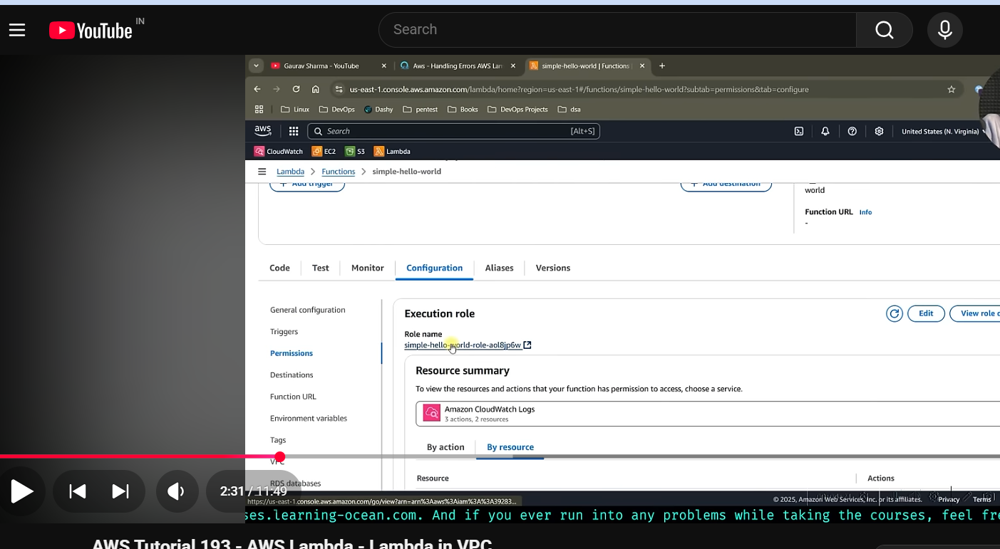 YouTube IN
Search
Gaurav Sharma - YouTube
Aws - Handling Errors AWS Lan
simple-hello-world | Functions
us-east-1.console.aws.amazon.com/lambda/home?region=us-east-1#/functions/simple-hello-world?subtab=permissions&tab=configure
Linux DevOps Dashy pentest Books DevOps Projects dsa
aws Search [Alt+S] United States (N. Virginia)
CloudWatch EC2 S3 Lambda
Lambda > Functions > simple-hello-world
+ Add trigger
+ Add destination
world
Function URL Info
-
Code Test Monitor Configuration Aliases Versions
General configuration
Triggers
Permissions
Destinations
Function URL
Environment variables
Tags
VPC
RDS databases
Execution role
Edit
View role
Role name
simple-hello-world-role-aol8jp6w
Resource summary
To view the resources and actions that your function has permission to access, choose a service.
Amazon CloudWatch Logs
3 actions, 2 resources
By action By resource
Resource Actions
2:31 / 11:49
https://us-east-1.console.aws.amazon.com/go/view?arn=arn%3Aaws%3Aiam%3A%3A39283...
© 2025, Amazon Web Services, Inc. or its affiliates. Privacy Terms
ses.learning-ocean.com. And if you ever run into any problems while taking the courses, feel fre
AWS Tutorial 193 - AWS Lambda - Lambda in VPC